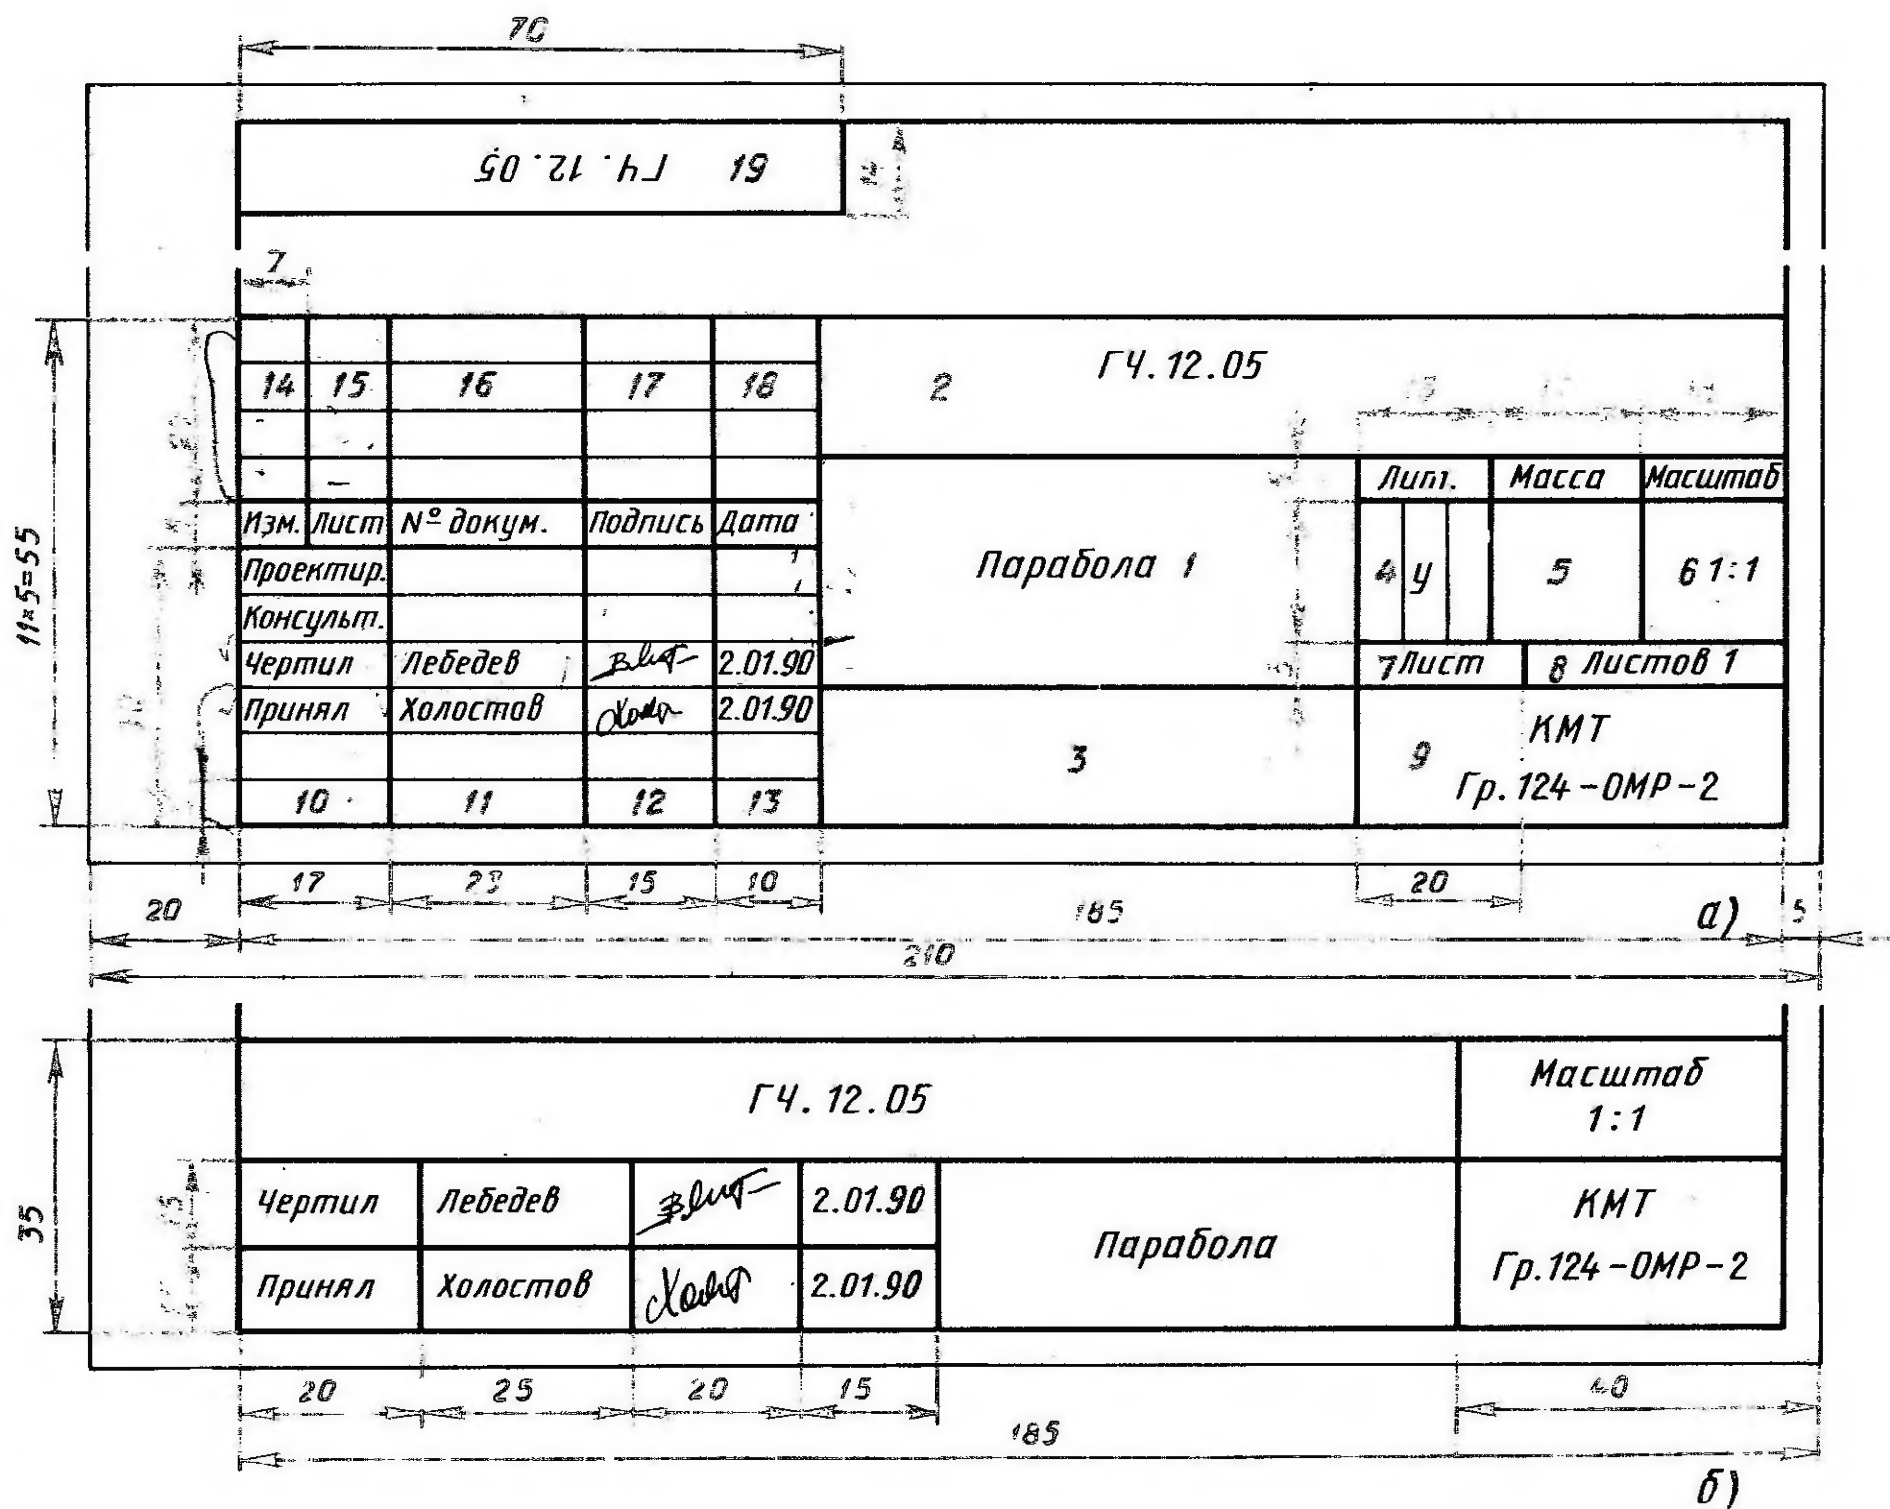 70
ГЧ. 12. 05 19
14
7
ГЧ. 12. 05
2
14 15 16 17 18
Лит. Масса Масштаб
Изм. Лист № докум. Подпись Дата
11×5=55
Проектир.
Парабола 1
4 У 5 6 1:1
Консульт.
Чертил Лебедев 2.01.90
7 Лист 8 Листов 1
Принял Холостов 2.01.90
3
9 КМТ
Гр. 124-ОМР-2
10 11 12 13
17 23 15 10 20
20 185 а) 5
210
35
ГЧ. 12. 05
Масштаб
1:1
Чертил Лебедев 2.01.90
15
Парабола
КМТ
Гр. 124-ОМР-2
Принял Холостов 2.01.90
20 25 20 15 40
185
б)